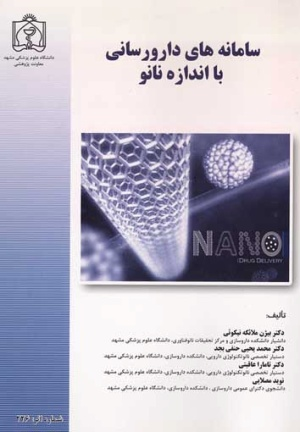 دانشگاه علوم پزشکی مشهد
معاونت پژوهشی
سامانه های دارورسانی
با اندازه نانو
NANO
DRUG DELIVERY
تألیف:
دکتر بیژن ملائکه نیکوئی
دانشیار دانشکده داروسازی و مرکز تحقیقات نانوفناوری، دانشگاه علوم پزشکی مشهد
دکتر محمد یحیی حنفی بجد
دستیار تخصصی نانوتکنولوژی دارویی، دانشکده داروسازی، دانشگاه علوم پزشکی مشهد
دکتر تامارا عاقبتی
دستیار تخصصی نانوتکنولوژی دارویی، دانشکده داروسازی، دانشگاه علوم پزشکی مشهد
نوید مصلایی
دانشجوی دکترای عمومی داروسازی، دانشکده داروسازی، دانشگاه علوم پزشکی مشهد